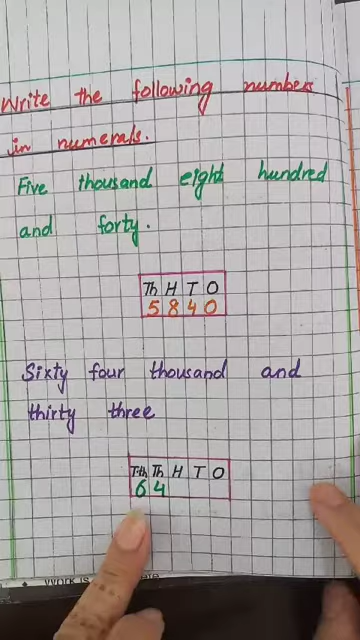 Write the following numbers
in numerals.
Five thousand eight hundred
and forty.
Th H T O
5 8 4 0
Sixty four thousand and
thirty three
T-th Th H T O
6 4